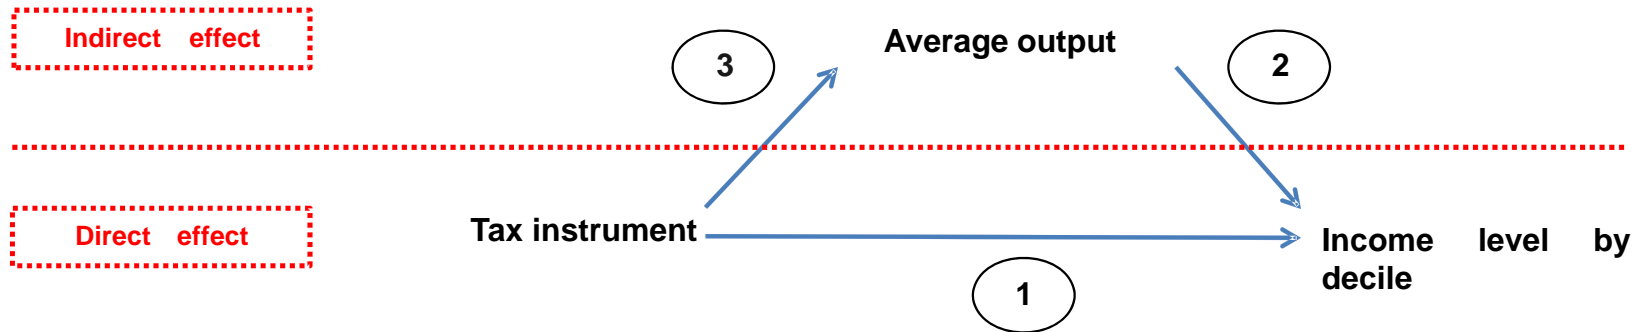 Indirect effect
3
Average output
2
Direct effect
Tax instrument
Income level by
decile
1